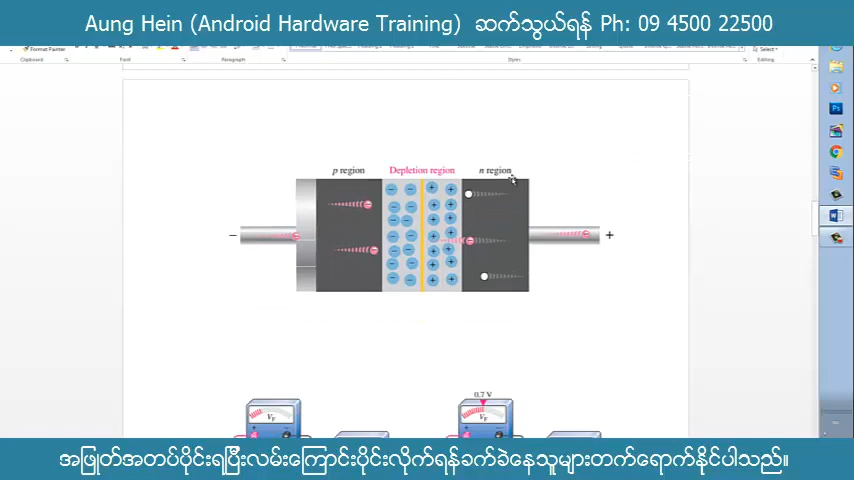 Aung Hein (Android Hardware Training) ဆက်သွယ်ရန် Ph: 09 4500 22500
Format Painter
Select
Clipboard
Font
Paragraph
Styles
Editing
p region
Depletion region
n region
−
+
0.7 V
VF
VF
အဖြုတ်အတပ်ပိုင်းရပြီးလမ်းကြောင်းပိုင်းလိုက်ရန်ခက်ခဲနေသူများတက်ရောက်နိုင်ပါသည်။